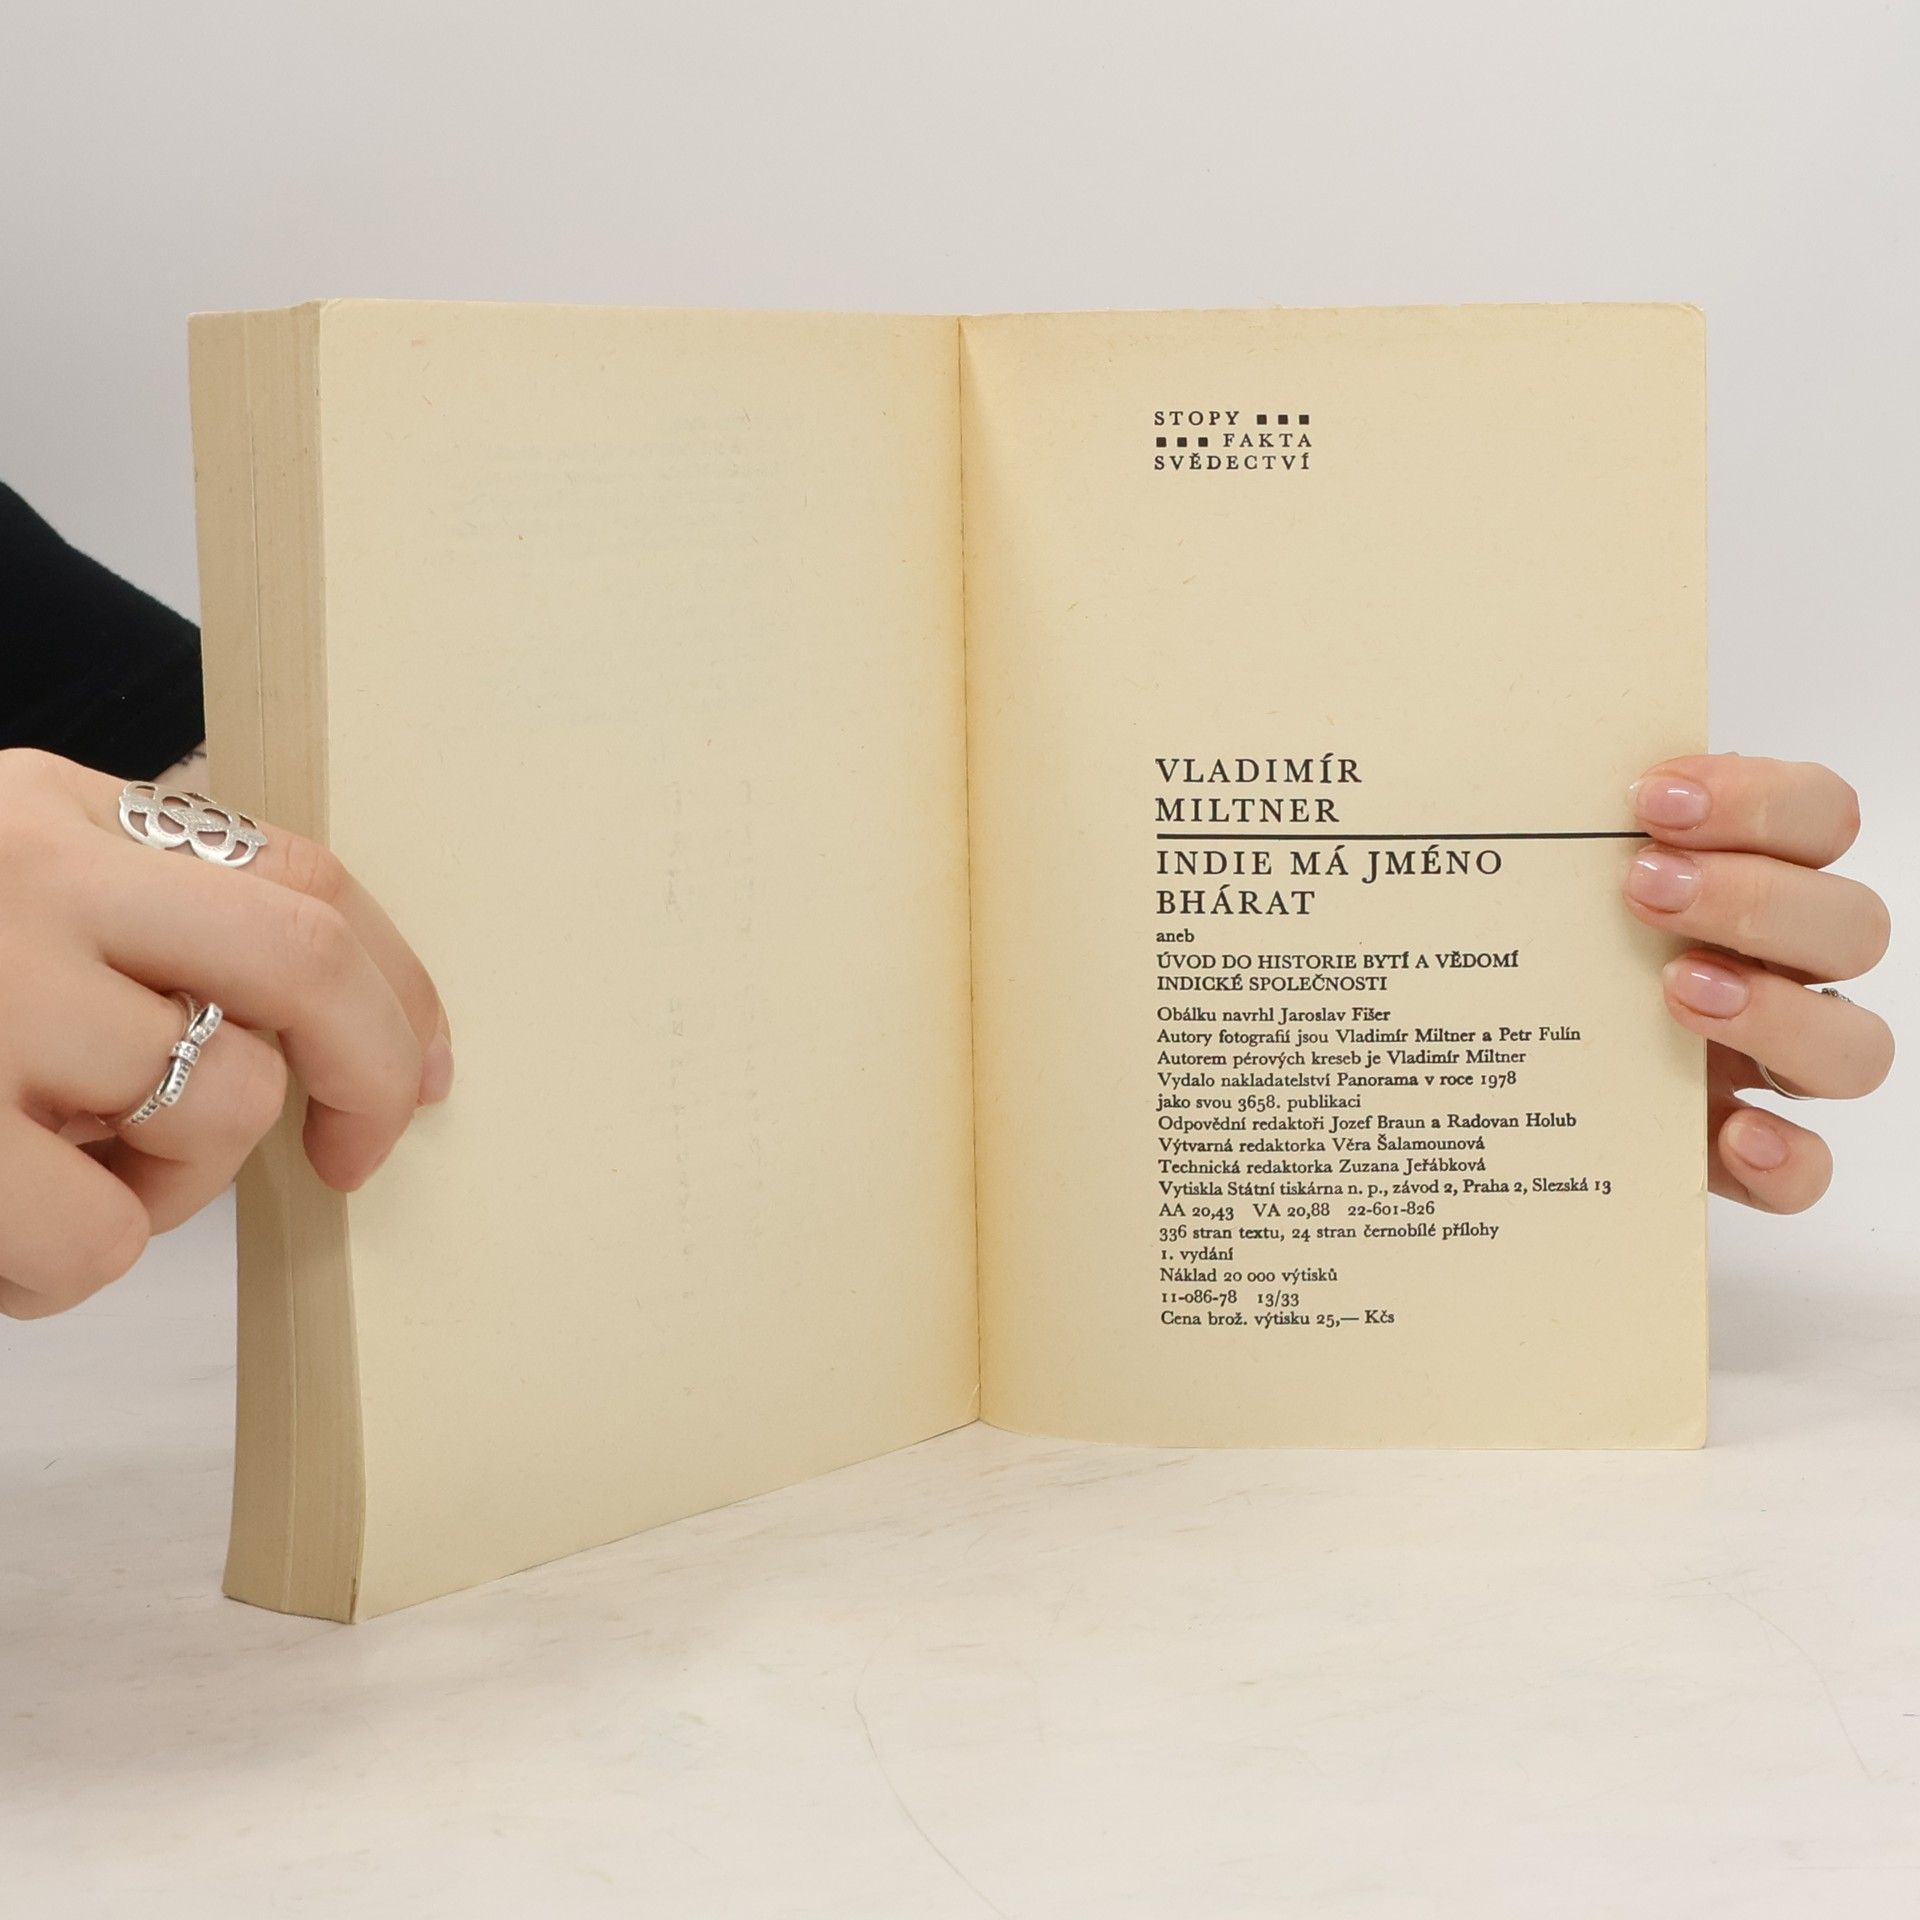 STOPY ■ ■ ■
■ ■ ■ FAKTA
SVĚDECTVÍ
VLADIMÍR
MILTNER
INDIE MÁ JMÉNO
BHÁRAT
aneb
ÚVOD DO HISTORIE BYTÍ A VĚDOMÍ
INDICKÉ SPOLEČNOSTI
Obálku navrhl Jaroslav Fišer
Autory fotografií jsou Vladimír Miltner a Petr Fulín
Autorem pérových kreseb je Vladimír Miltner
Vydalo nakladatelství Panorama v roce 1978
jako svou 3658. publikaci
Odpovědní redaktoři Jozef Braun a Radovan Holub
Výtvarná redaktorka Věra Šalamounová
Technická redaktorka Zuzana Jeřábková
Vytiskla Státní tiskárna n. p., závod 2, Praha 2, Slezská 13
AA 20,43 VA 20,88 22-601-826
336 stran textu, 24 stran černobílé přílohy
1. vydání
Náklad 20 000 výtisků
11-086-78 13/33
Cena brož. výtisku 25,— Kčs